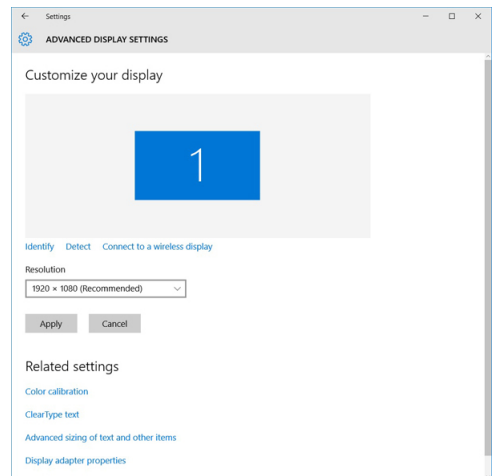 Settings
ADVANCED DISPLAY SETTINGS
Customize your display
1
Identify Detect Connect to a wireless display
Resolution
1920 × 1080 (Recommended)
Apply Cancel
Related settings
Color calibration
ClearType text
Advanced sizing of text and other items
Display adapter properties